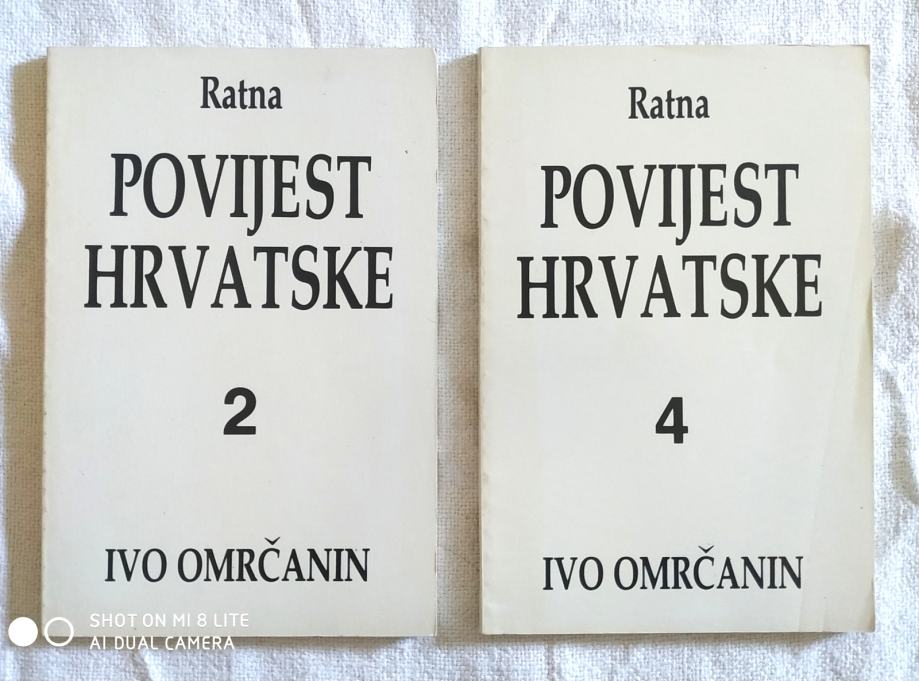 Ratna
POVIJEST
HRVATSKE
2
IVO OMRČANIN
Ratna
POVIJEST
HRVATSKE
4
IVO OMRČANIN
SHOT ON MI 8 LITE
AI DUAL CAMERA